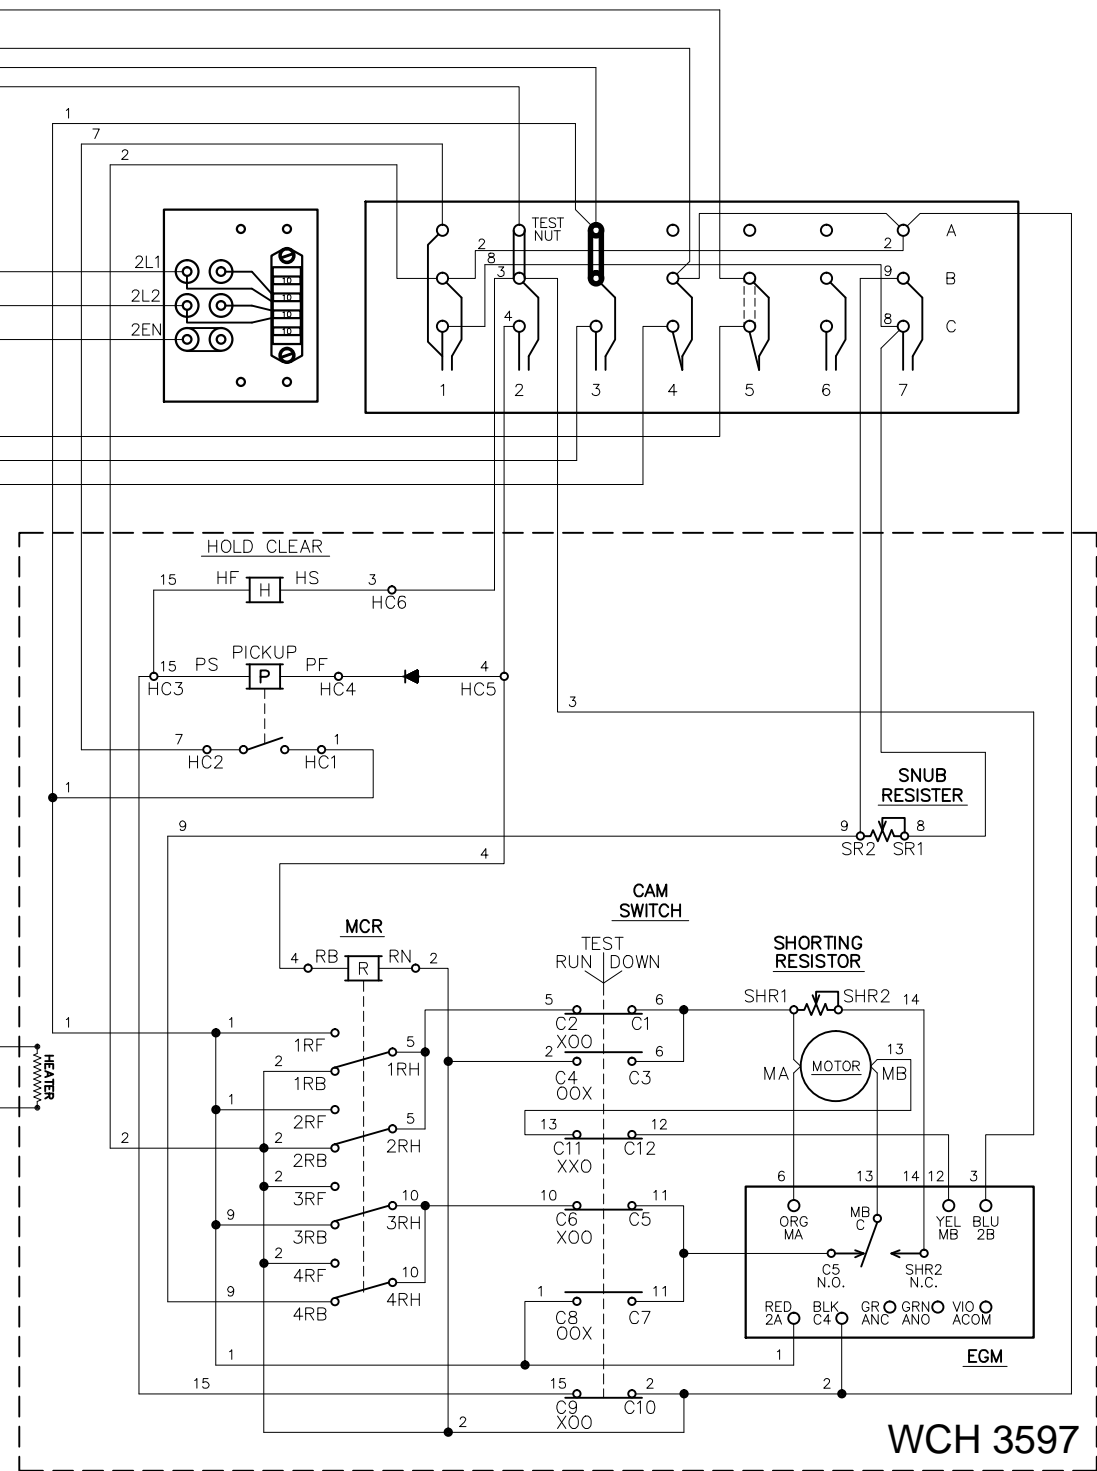 1
7
2
2L1
2L2
2EN
10
10
10
10
TEST
NUT
A
2
2
8
3
9
B
4
8
C
1 2 3 4 5 6 7
HOLD CLEAR
15 HF H HS 3
HC6
PICKUP
15 PS P PF 4
HC3 HC4 HC5
3
7 1
HC2 HC1
1
SNUB
RESISTER
9 9 8
SR2 SR1
4
CAM
SWITCH
MCR
TEST
RUN DOWN
SHORTING
RESISTOR
4 RB R RN 2
5 6 SHR1 SHR2 14
C2 C1
XOO
1 1
1RF
5
2 1RH
1RB
2 6
C4 C3
OOX
MA MOTOR MB
13
HEATER
1
2RF
5
2 2
2RB 2RH
13 12
C11 C12
XXO
2
3RF
10
9 3RH
3RB
10 11
C6 C5
XOO
6 13 14 12 3
ORG
MA
MB
C
YEL
MB
BLU
2B
2
4RF
10
9 4RH
4RB
C5
N.O.
SHR2
N.C.
1 11
C8 C7
OOX
RED
2A
BLK
C4
GR
ANC
GRN
ANO
VIO
ACOM
1 1
EGM
15 15 2 2
C9 C10
XOO
2
WCH 3597